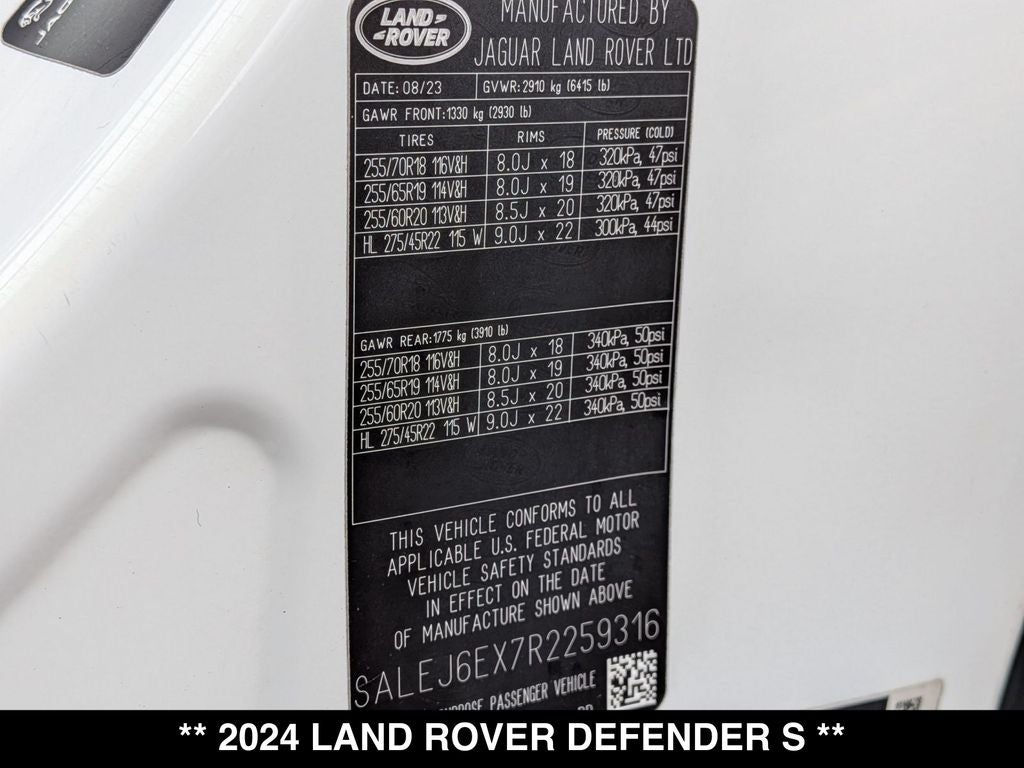 LAND-
-ROVER
MANUFACTURED BY
JAGUAR LAND ROVER LTD
DATE: 08/23 GVWR: 2910 kg (6415 lb)
GAWR FRONT: 1330 kg (2930 lb)
TIRES RIMS PRESSURE (COLD)
255/70R18 116V&H 8.0J x 18 320kPa, 47psi
255/65R19 114V&H 8.0J x 19 320kPa, 47psi
255/60R20 113V&H 8.5J x 20 320kPa, 47psi
HL 275/45R22 115 W 9.0J x 22 300kPa, 44psi
GAWR REAR: 1775 kg (3910 lb)
255/70R18 116V&H 8.0J x 18 340kPa, 50psi
255/65R19 114V&H 8.0J x 19 340kPa, 50psi
255/60R20 113V&H 8.5J x 20 340kPa, 50psi
HL 275/45R22 115 W 9.0J x 22 340kPa, 50psi
THIS VEHICLE CONFORMS TO ALL
APPLICABLE U.S. FEDERAL MOTOR
VEHICLE SAFETY STANDARDS
IN EFFECT ON THE DATE
OF MANUFACTURE SHOWN ABOVE
SALEJ6EX7R2259316
PASSENGER VEHICLE
** 2024 LAND ROVER DEFENDER S **